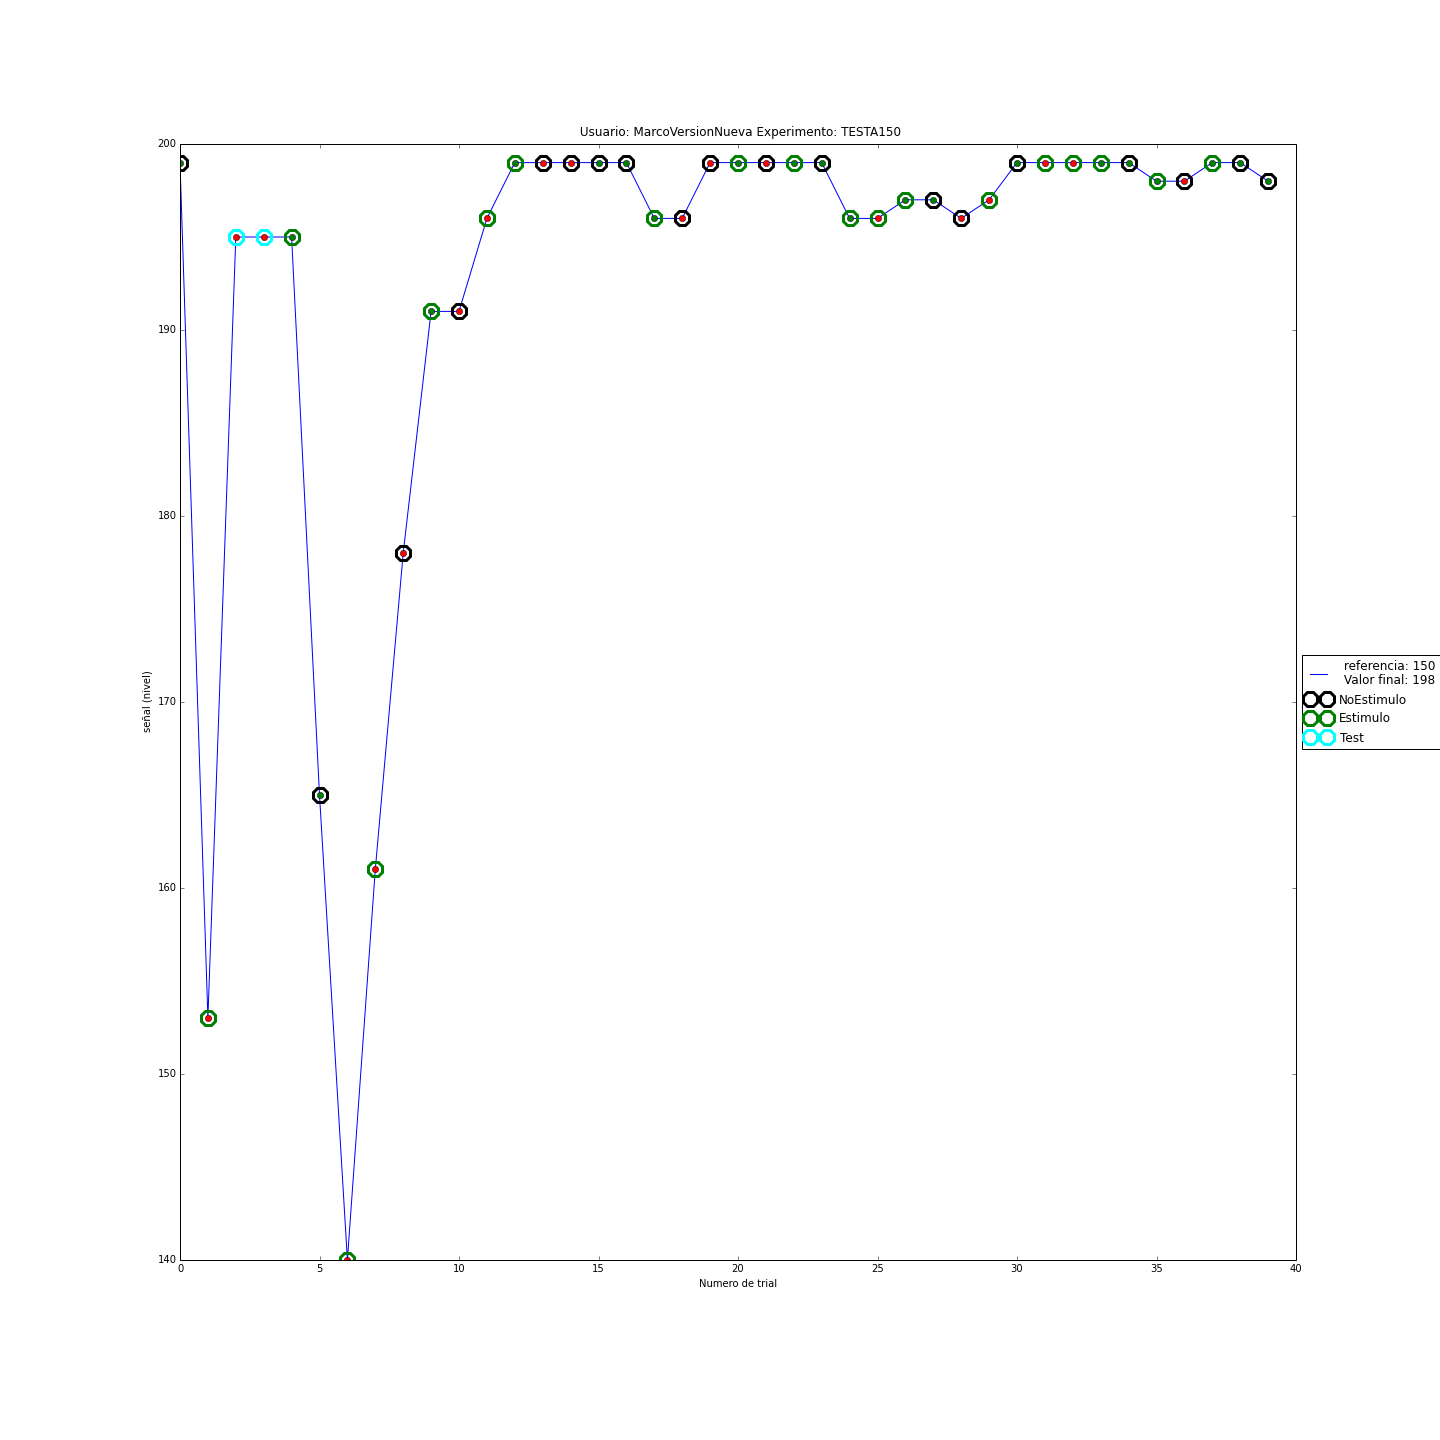 Usuario: MarcoVersionNueva Experimento: TESTA150
200
190
180
170
160
150
140
señal (nivel)
0 5 10 15 20 25 30 35 40
Numero de trial
referencia: 150
Valor final: 198
NoEstimulo
Estimulo
Test